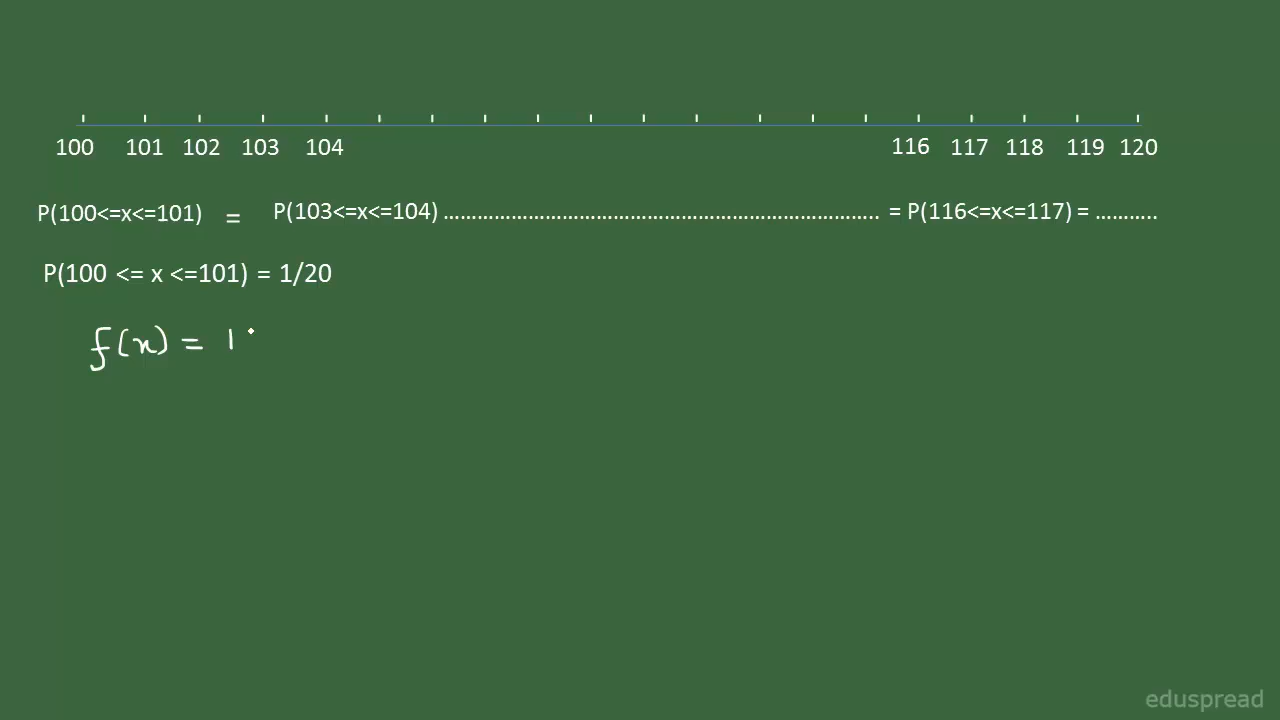 100 101 102 103 104 116 117 118 119 120
P(100<=x<=101) = P(103<=x<=104) ........................................................................... = P(116<=x<=117) = ...........
P(100 <= x <=101) = 1/20
f(x) = 1
eduspread